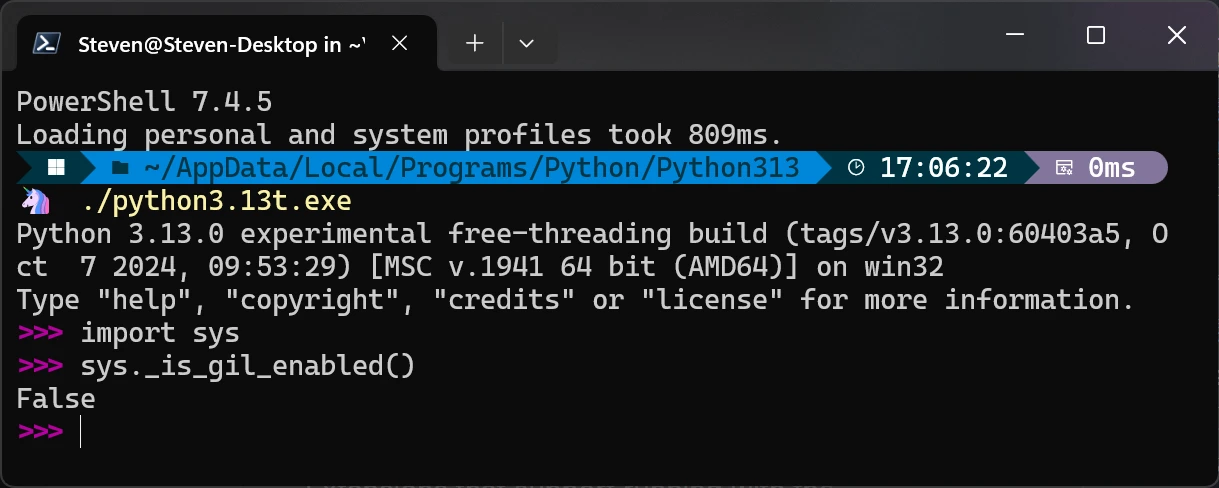 Steven@Steven-Desktop in ~\
PowerShell 7.4.5
Loading personal and system profiles took 809ms.
~/AppData/Local/Programs/Python/Python313 17:06:22 0ms
./python3.13t.exe
Python 3.13.0 experimental free-threading build (tags/v3.13.0:60403a5, O
ct  7 2024, 09:53:29) [MSC v.1941 64 bit (AMD64)] on win32
Type "help", "copyright", "credits" or "license" for more information.
>>> import sys
>>> sys._is_gil_enabled()
False
>>>